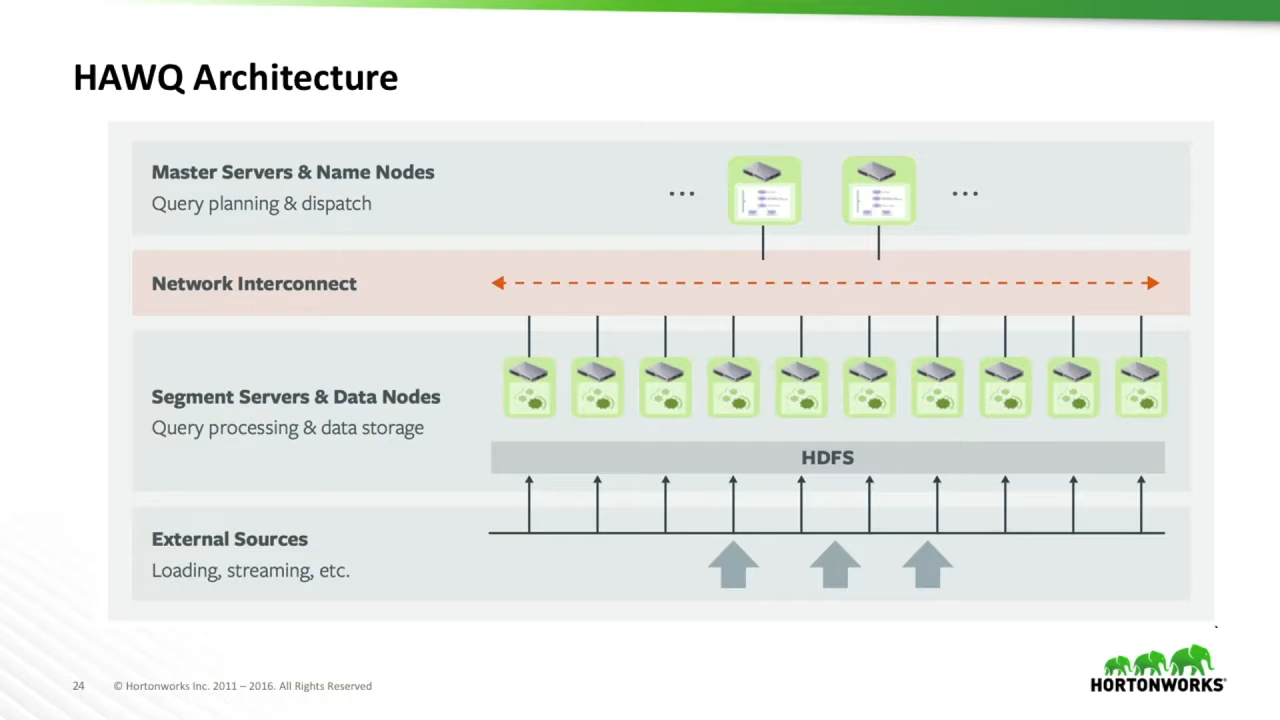 HAWQ Architecture
Master Servers & Name Nodes
Query planning & dispatch
... ...
Network Interconnect
Segment Servers & Data Nodes
Query processing & data storage
HDFS
External Sources
Loading, streaming, etc.
24 © Hortonworks Inc. 2011 – 2016. All Rights Reserved
HORTONWORKS®